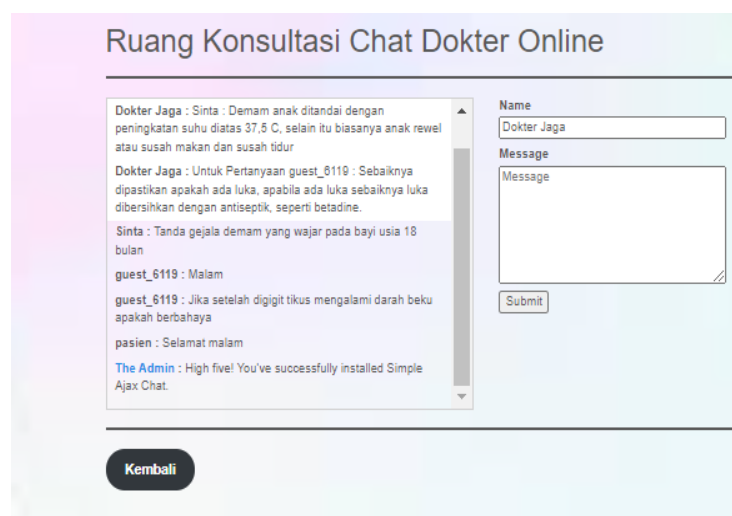 Ruang Konsultasi Chat Dokter Online
Dokter Jaga : Sinta : Demam anak ditandai dengan
peningkatan suhu diatas 37,5 C, selain itu biasanya anak rewel
atau susah makan dan susah tidur
Dokter Jaga : Untuk Pertanyaan guest_6119 : Sebaiknya
dipastikan apakah ada luka, apabila ada luka sebaiknya luka
dibersihkan dengan antiseptik, seperti betadine.
Sinta : Tanda gejala demam yang wajar pada bayi usia 18
bulan
guest_6119 : Malam
guest_6119 : Jika setelah digigit tikus mengalami darah beku
apakah berbahaya
pasien : Selamat malam
The Admin : High five! You've successfully installed Simple
Ajax Chat.
Name
Dokter Jaga
Message
Message
Submit
Kembali